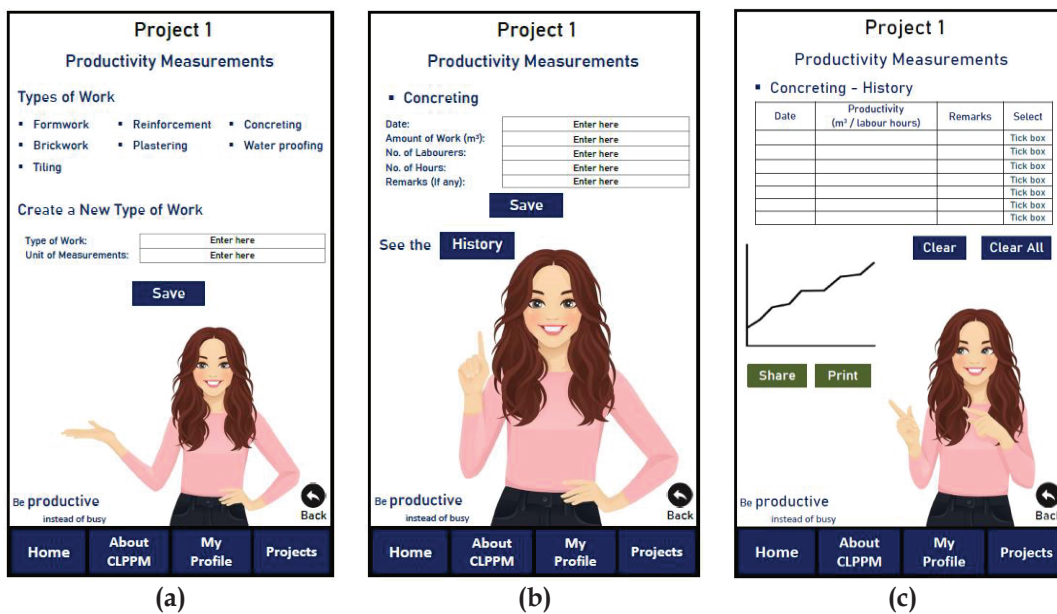 Project 1
Productivity Measurements
Types of Work
▪ Formwork ▪ Reinforcement ▪ Concreting
▪ Brickwork ▪ Plastering ▪ Water proofing
▪ Tiling
Create a New Type of Work
Type of Work: Enter here
Unit of Measurements: Enter here
Save
Be productive
instead of busy
Back
Home About CLPPM My Profile Projects
(a)
Project 1
Productivity Measurements
▪ Concreting
Date: Enter here
Amount of Work (m³): Enter here
No. of Labourers: Enter here
No. of Hours: Enter here
Remarks (If any): Enter here
Save
See the History
Be productive
instead of busy
Back
Home About CLPPM My Profile Projects
(b)
Project 1
Productivity Measurements
▪ Concreting - History
Date Productivity (m³ / labour hours) Remarks Select
Tick box
Tick box
Tick box
Tick box
Tick box
Tick box
Tick box
Clear Clear All
Share Print
Be productive
instead of busy
Back
Home About CLPPM My Profile Projects
(c)